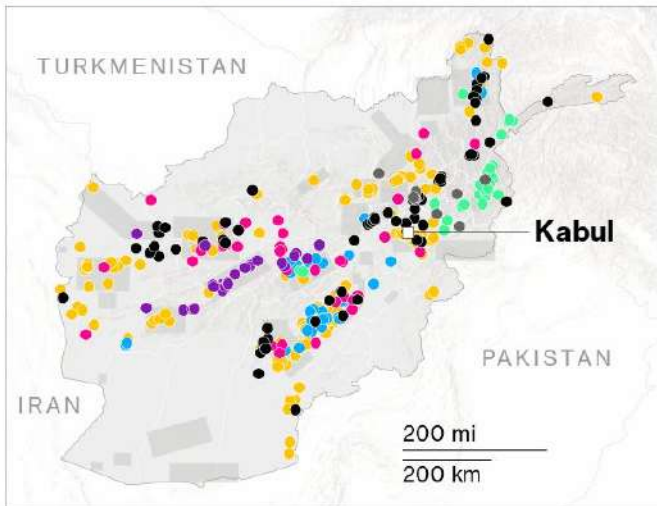 TURKMENISTAN
Kabul
PAKISTAN
IRAN
200 mi
200 km